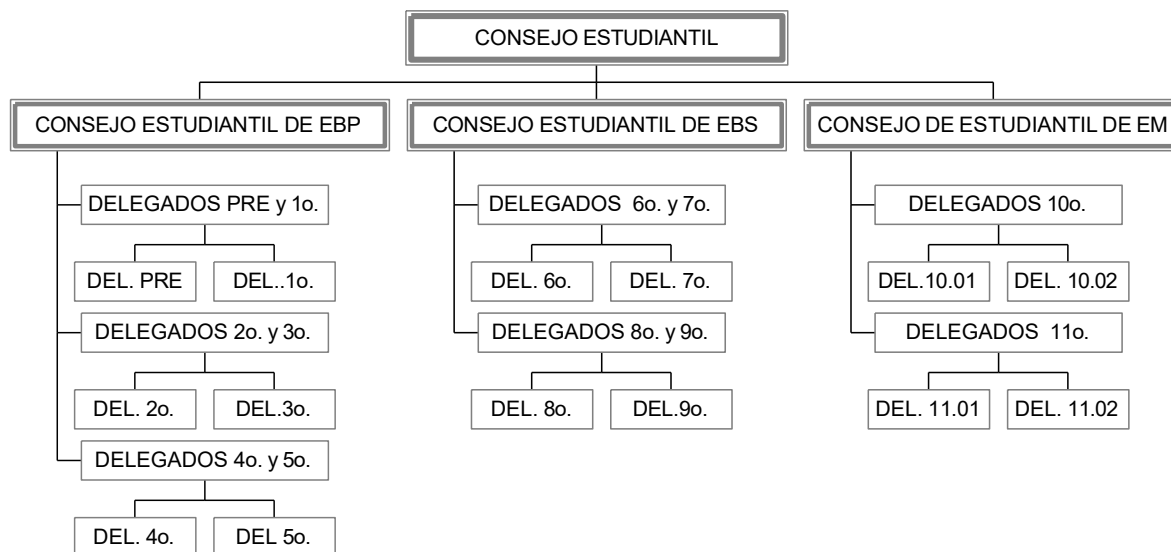 CONSEJO ESTUDIANTIL
CONSEJO ESTUDIANTIL DE EBP
CONSEJO ESTUDIANTIL DE EBS
CONSEJO DE ESTUDIANTIL DE EM
DELEGADOS PRE y 1o.
DELEGADOS 6o. y 7o.
DELEGADOS 10o.
DEL. PRE
DEL..1o.
DEL. 6o.
DEL. 7o.
DEL.10.01
DEL. 10.02
DELEGADOS 2o. y 3o.
DELEGADOS 8o. y 9o.
DELEGADOS 11o.
DEL. 2o.
DEL.3o.
DEL. 8o.
DEL.9o.
DEL. 11.01
DEL. 11.02
DELEGADOS 4o. y 5o.
DEL. 4o.
DEL 5o.